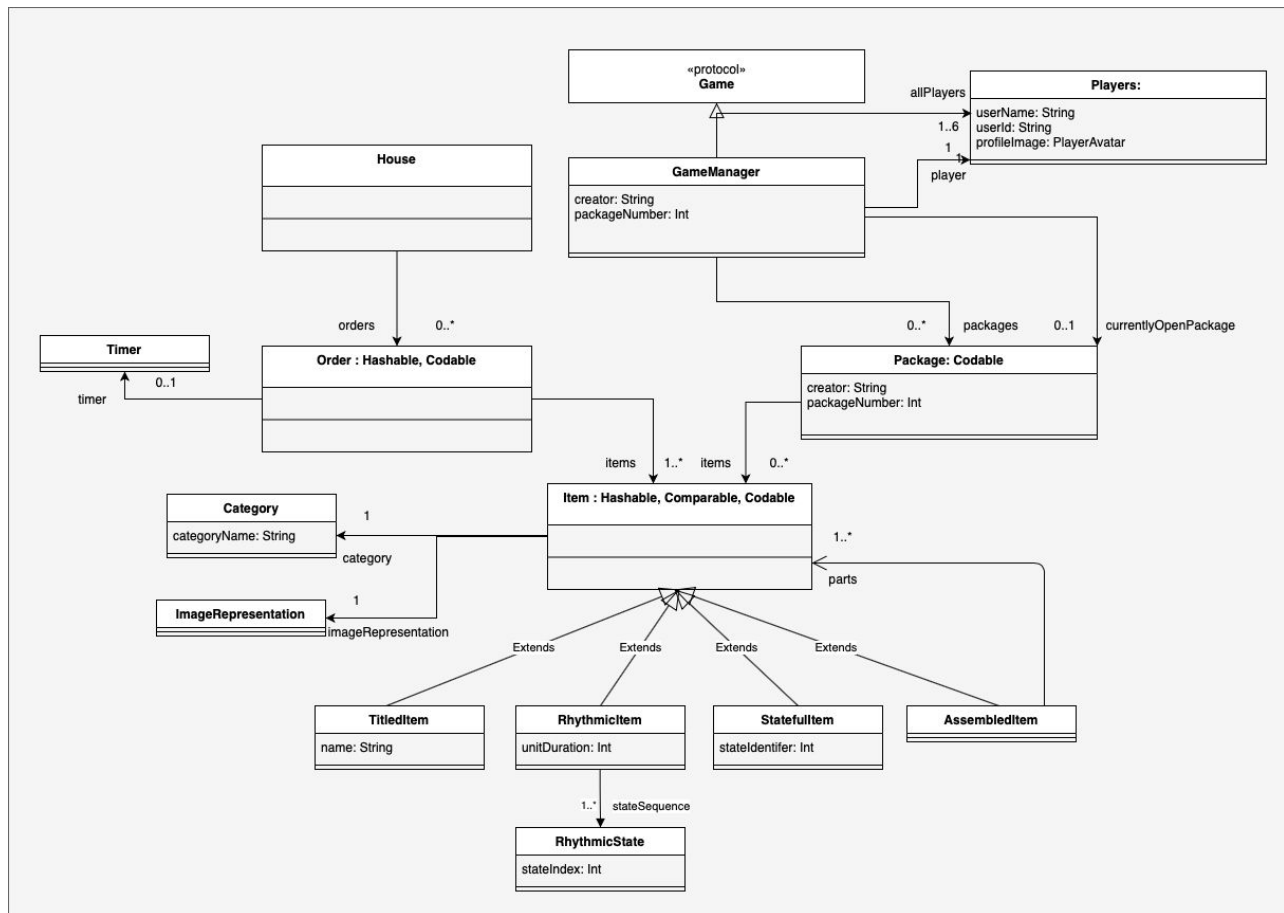 «protocol»
Game
allPlayers
1..6
Players:
userName: String
userId: String
profileImage: PlayerAvatar
House
GameManager
creator: String
packageNumber: Int
1
1
player
orders
0..*
0..*
packages
0..1
currentlyOpenPackage
Timer
0..1
timer
Order : Hashable, Codable
Package: Codable
creator: String
packageNumber: Int
items
1..*
items
0..*
Item : Hashable, Comparable, Codable
Category
categoryName: String
1
category
1..*
parts
ImageRepresentation
1
imageRepresentation
Extends
Extends
Extends
Extends
TitledItem
name: String
RhythmicItem
unitDuration: Int
StatefulItem
stateIdentifer: Int
AssembledItem
1..*
stateSequence
RhythmicState
stateIndex: Int